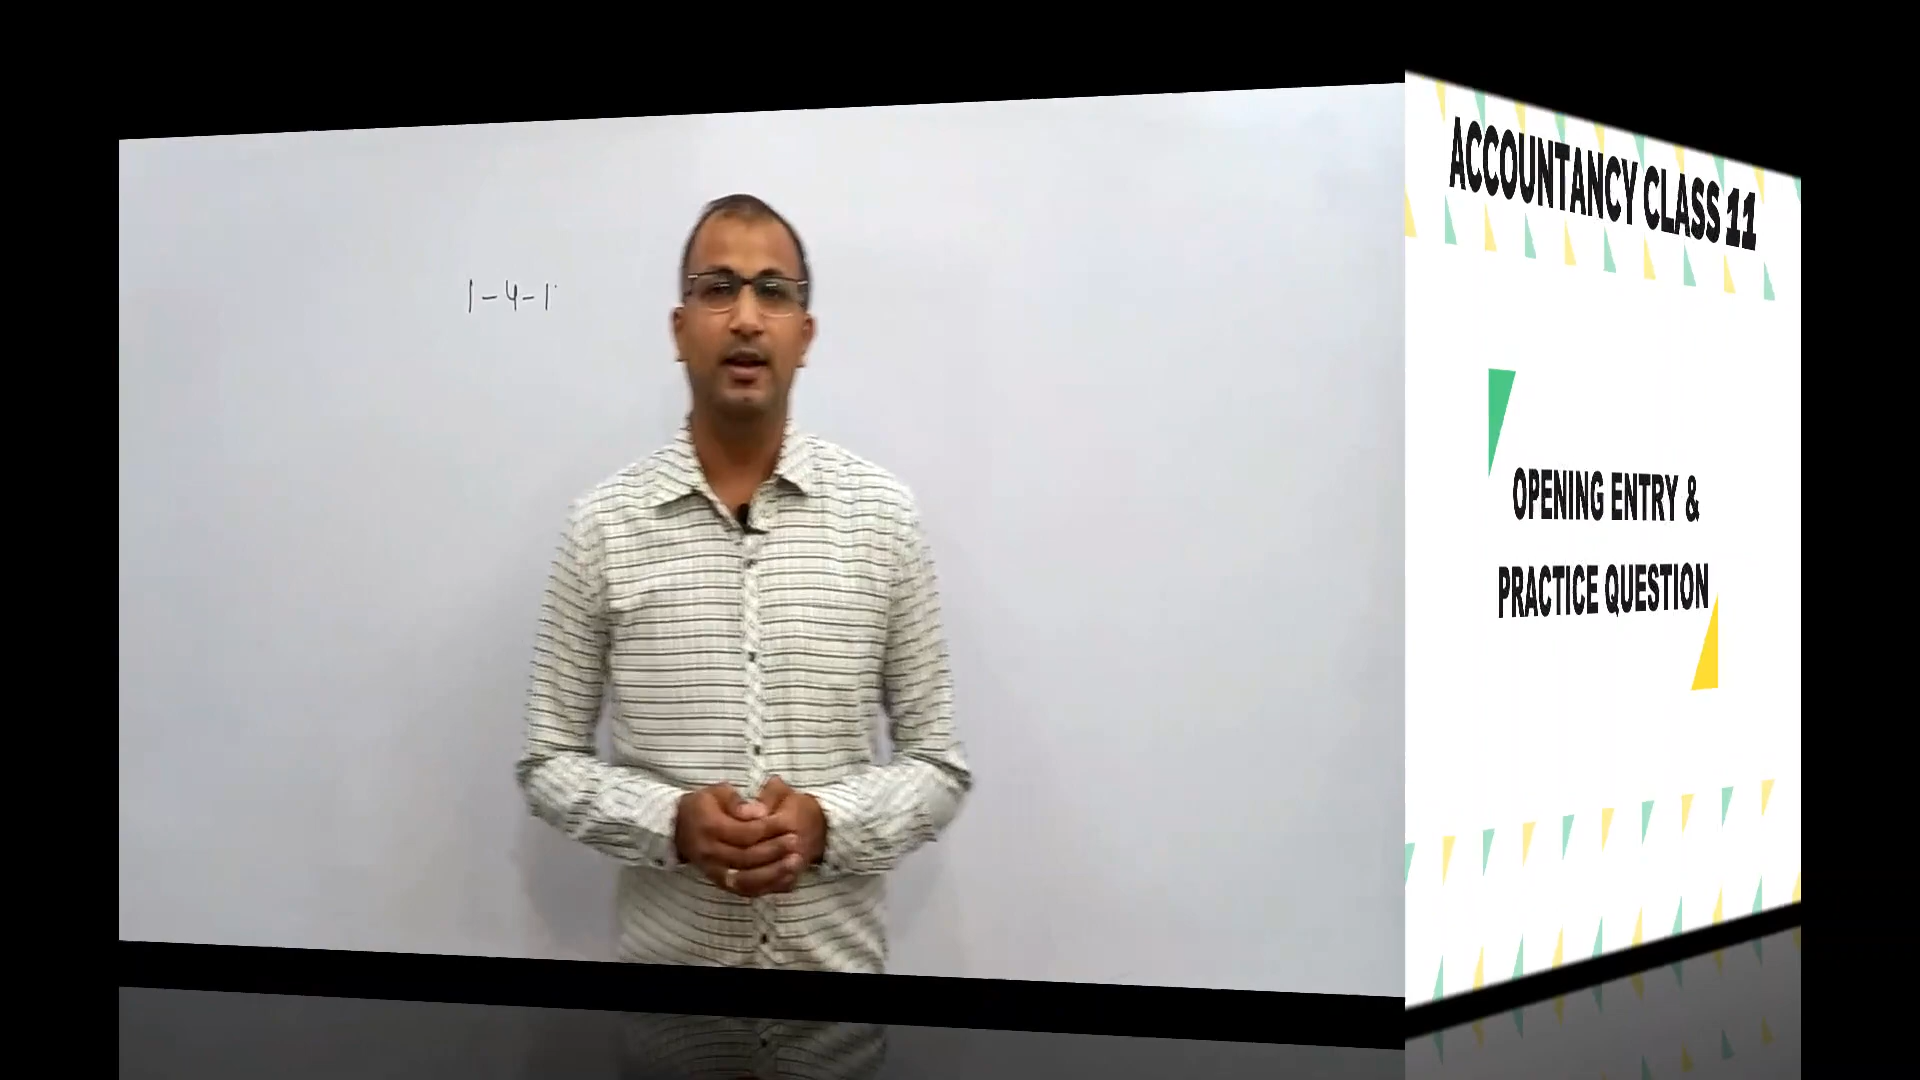 1-4-1
ACCOUNTANCY CLASS 11
OPENING ENTRY &
PRACTICE QUESTION